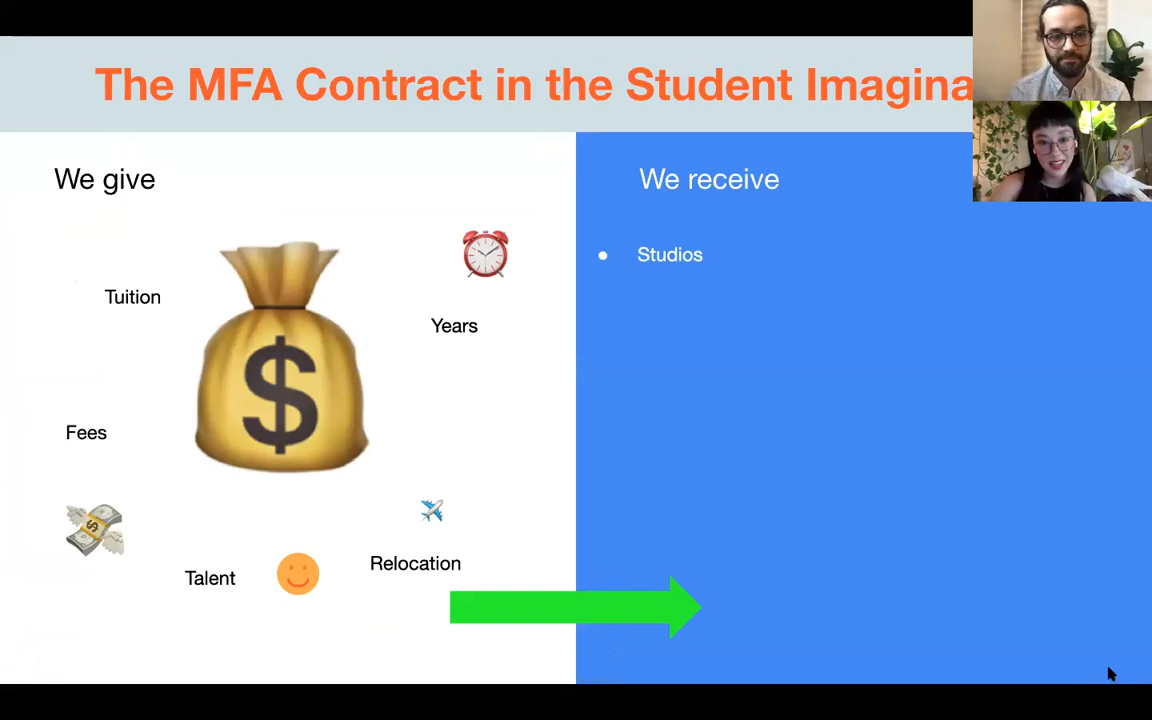 The MFA Contract in the Student Imagina
We give
We receive
Studios
Tuition
Years
Fees
Talent
Relocation
$